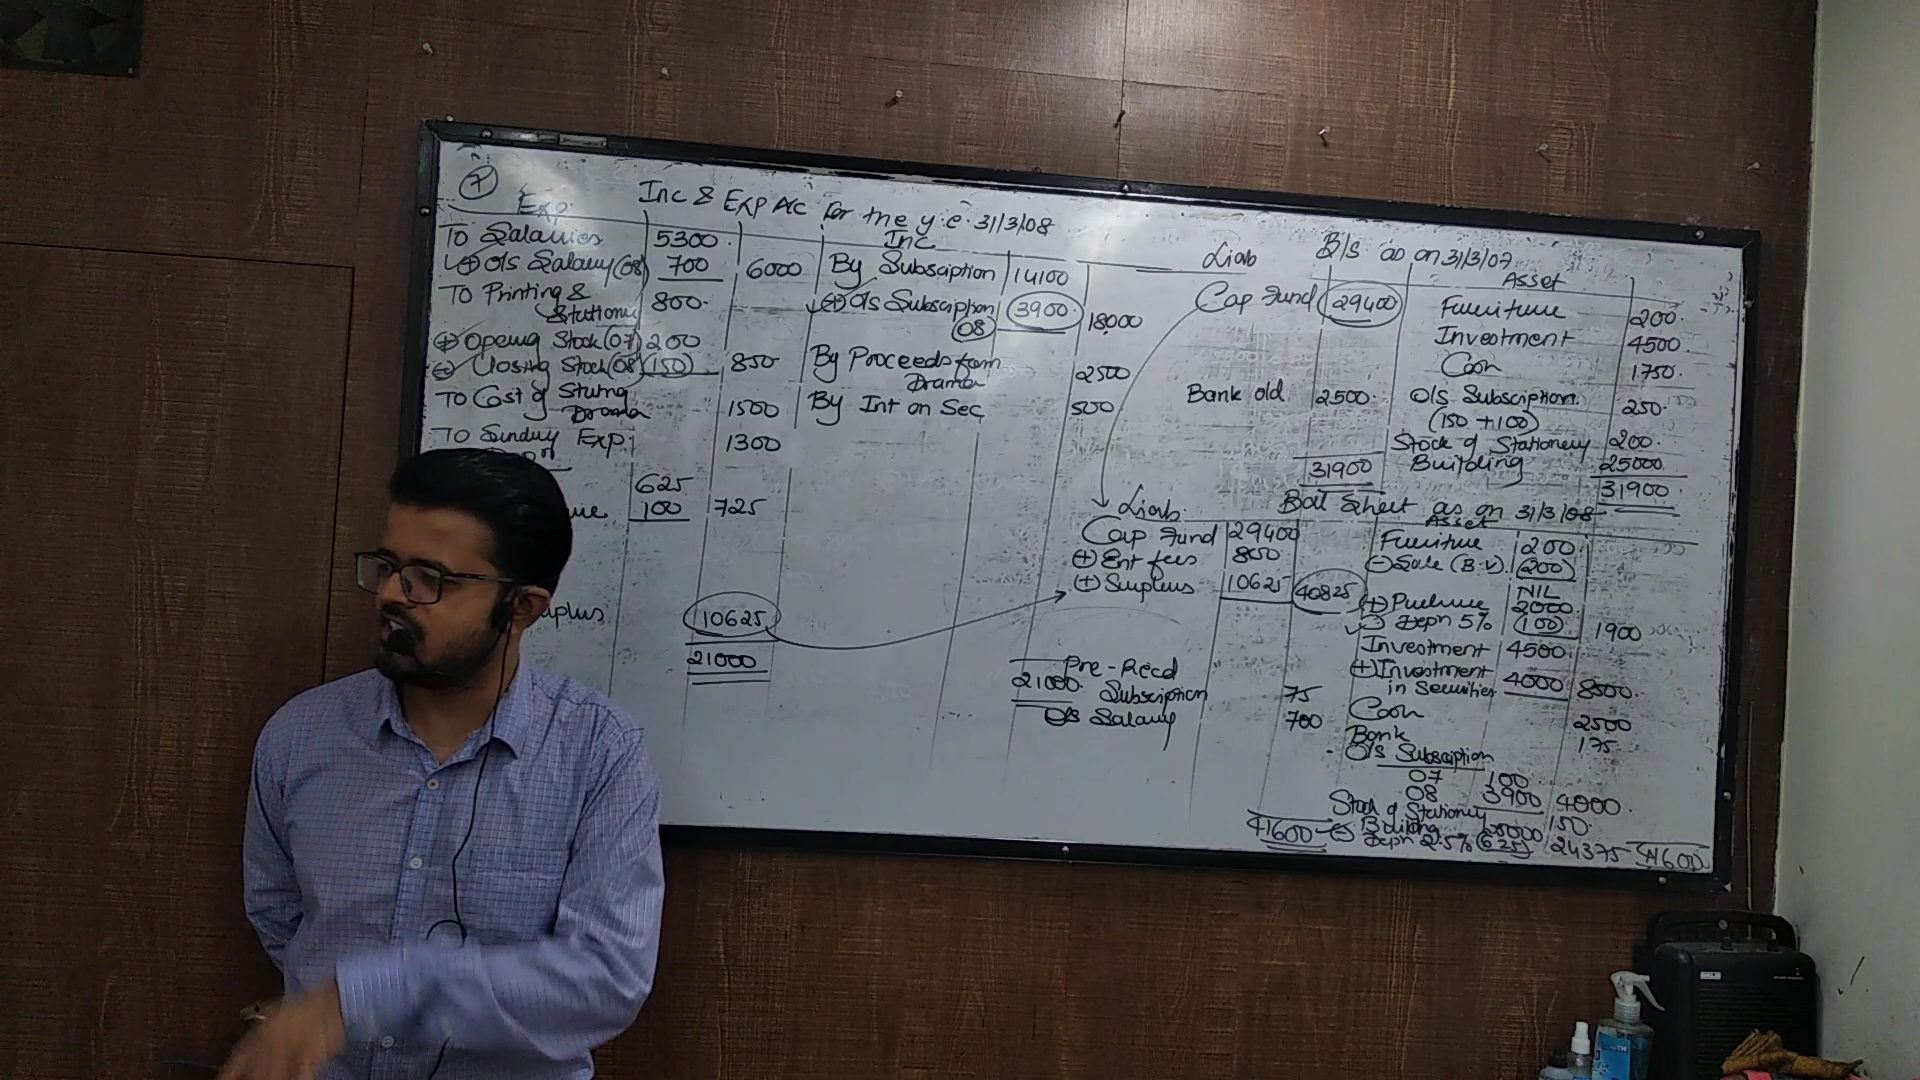 7
Inc & Exp A/c for the y.e. 31/3/08
Exp.
Inc
To Salaries 5300
(+) O/s Salary (08) 700 6000
To Printing &
Stationery 800
(+) Opening Stock (07) 200
(-) Closing Stock (08) (150) 850
To Cost of
Drama 1500
To Sundry Exp. 1300
625
100 725
10625
21000
By Subscription 14100
(+) O/s Subscription 3900
08 18000
By Proceeds from
Drama 2500
By Int on Sec 500
21000
B/s as on 31/3/07
Liab
Asset
Cap Fund 29400
Bank old 2500
31900
Furniture 200
Investment 4500
Cash 1750
O/S Subscription 250
(150 + 100)
Stock of Stationery 200
Building 25000
31900
Bal Sheet as on 31/3/08
Liab
Asset
Cap Fund 29400
(+) Ent fees 800
(+) Surplus 10625 40825
Pre-Recd
Subscription 75
O/s Salary 700
41600
Furniture 200
(-) Sale (B.V). (200)
NIL
(+) Purchase 2000
(-) Depn 5% (100) 1900
Investment 4500
(+) Investment
in Securities 4000 8500
Cash 2500
Bank 175
O/s Subscription
07 100
08 3900 4000
Stock of Stationery 150
Building 25000
(-) Depn 2.5% (625) 24375
41600